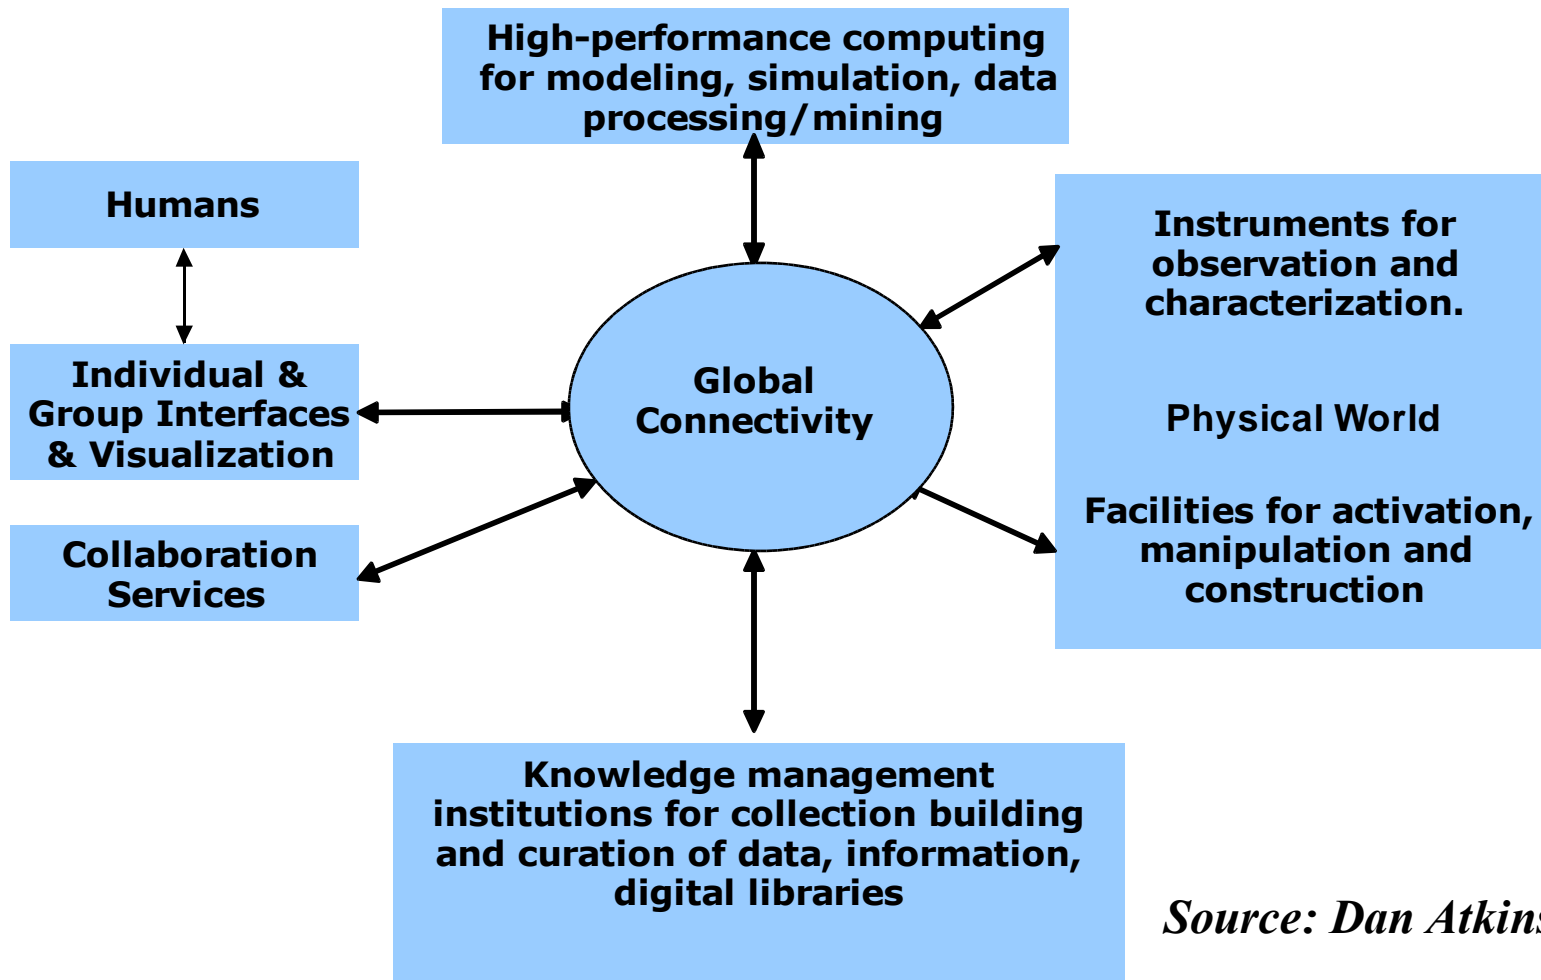 High-performance computing
for modeling, simulation, data
processing/mining
Humans
Instruments for
observation and
characterization.
Individual &
Group Interfaces
& Visualization
Global
Connectivity
Physical World
Facilities for activation,
manipulation and
construction
Collaboration
Services
Knowledge management
institutions for collection building
and curation of data, information,
digital libraries
Source: Dan Atkins